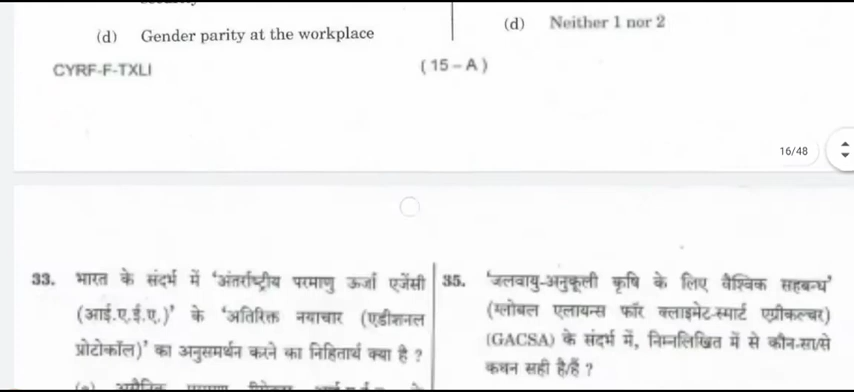 (d) Gender parity at the workplace
(d) Neither 1 nor 2
CYRF-F-TXLI
( 15 – A )
16/48
33. भारत के संदर्भ में ‘अंतर्राष्ट्रीय परमाणु ऊर्जा एजेंसी
(आई.ए.ई.ए.)’ के ‘अतिरिक्त नयाचार (एडीशनल
प्रोटोकॉल)’ का अनुसमर्थन करने का निहितार्थ क्या है ?
35. ‘जलवायु-अनुकूली कृषि के लिए वैश्विक सहबन्ध’
(ग्लोबल एलायन्स फॉर क्लाइमेट-स्मार्ट एग्रीकल्चर)
(GACSA) के संदर्भ में, निम्नलिखित में से कौन-सा/से
कथन सही है/हैं ?